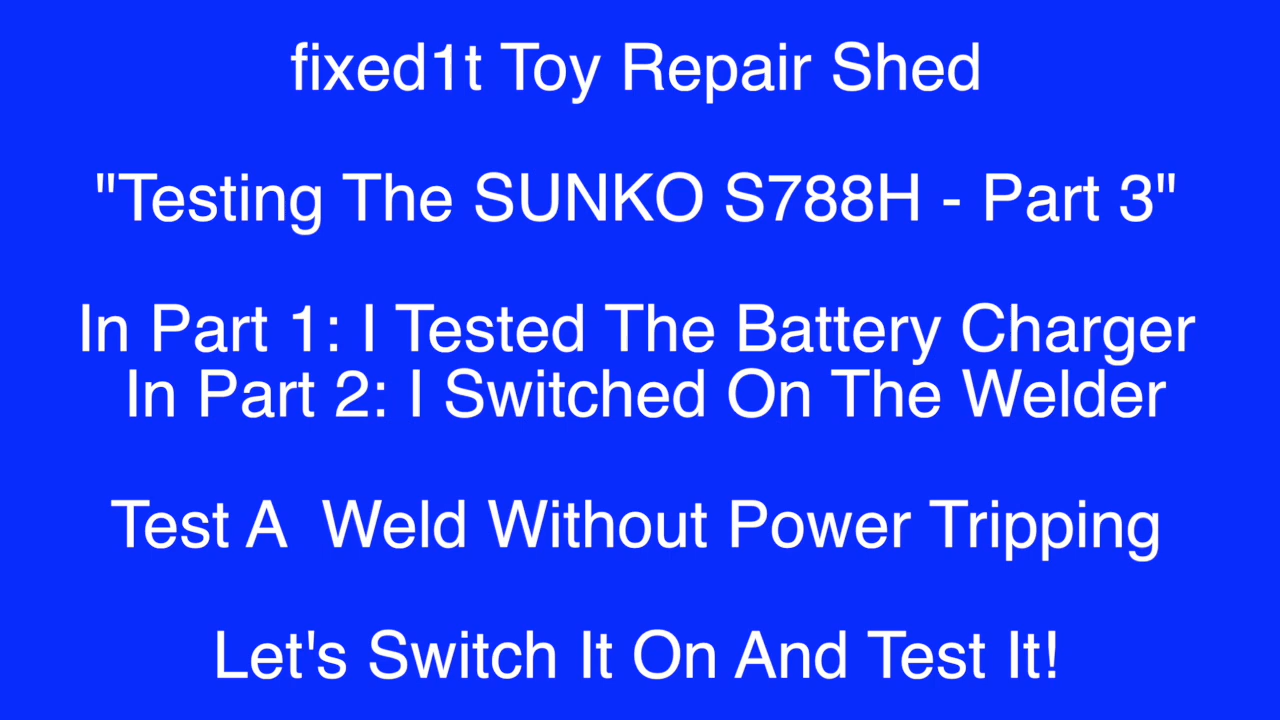 fixed1t Toy Repair Shed
"Testing The SUNKO S788H - Part 3"
In Part 1: I Tested The Battery Charger
In Part 2: I Switched On The Welder
Test A  Weld Without Power Tripping
Let's Switch It On And Test It!